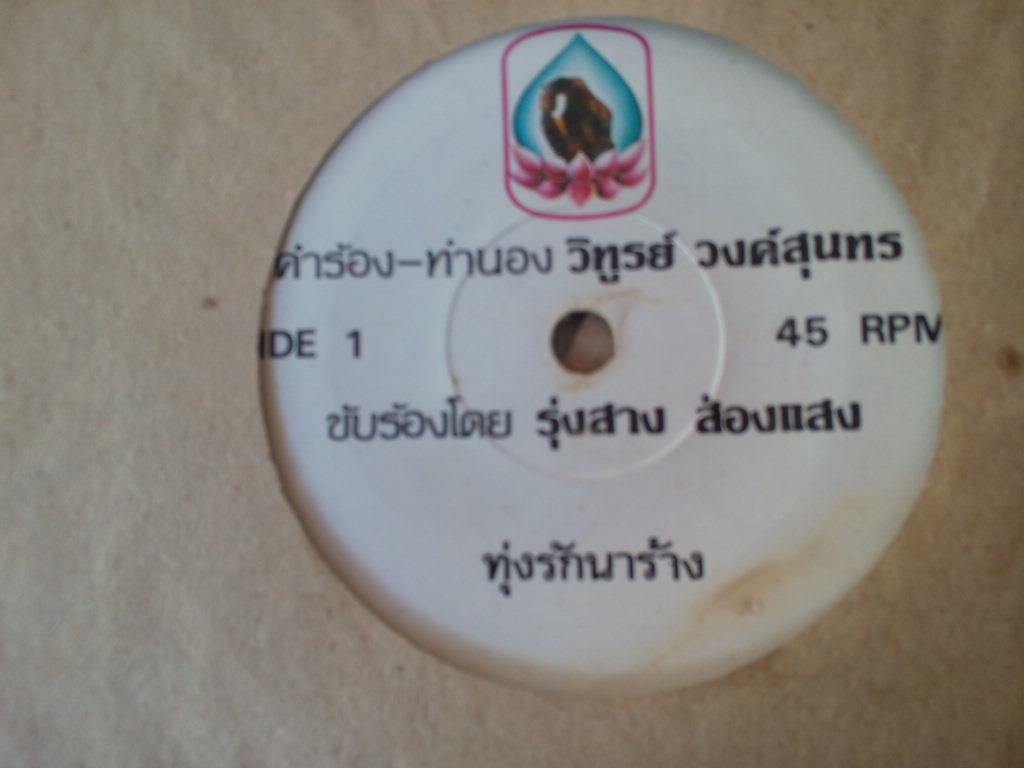 คำร้อง-ทำนอง วิทูรย์ วงค์สุนทร
IDE 1 45 RPM
ขับร้องโดย รุ่งสาง ส่องแสง
ทุ่งรักนาร้าง